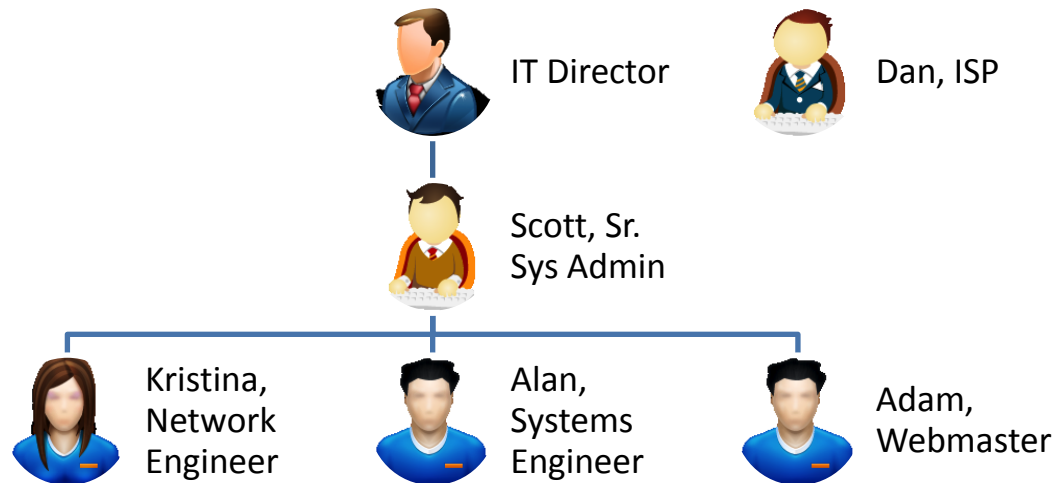 IT Director
Dan, ISP
Scott, Sr.
Sys Admin
Kristina,
Network
Engineer
Alan,
Systems
Engineer
Adam,
Webmaster